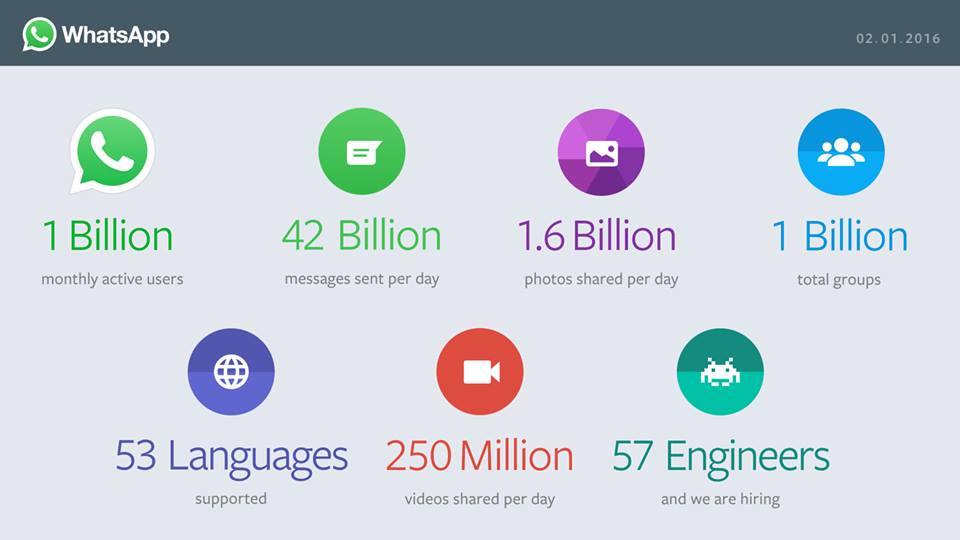 WhatsApp
02.01.2016
1 Billion
monthly active users
42 Billion
messages sent per day
1.6 Billion
photos shared per day
1 Billion
total groups
53 Languages
supported
250 Million
videos shared per day
57 Engineers
and we are hiring